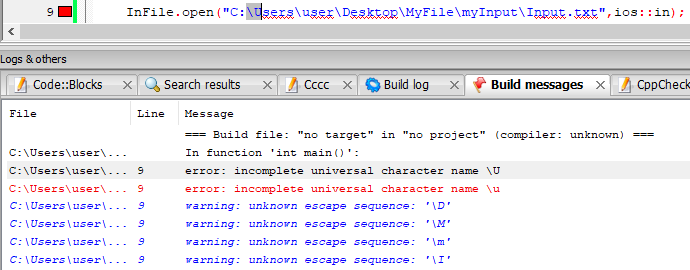 9 InFile.open("C:\Users\user\Desktop\MyFile\myInput\Input.txt",ios::in);
Logs & others
Code::Blocks Search results Cccc Build log Build messages CppCheck
File Line Message
=== Build file: "no target" in "no project" (compiler: unknown) ===
C:\Users\user\... In function 'int main()':
C:\Users\user\... 9 error: incomplete universal character name \U
C:\Users\user\... 9 error: incomplete universal character name \u
C:\Users\user\... 9 warning: unknown escape sequence: '\D'
C:\Users\user\... 9 warning: unknown escape sequence: '\M'
C:\Users\user\... 9 warning: unknown escape sequence: '\m'
C:\Users\user\... 9 warning: unknown escape sequence: '\I'